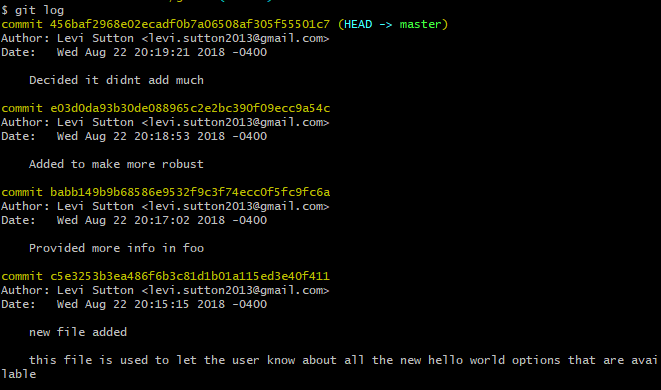 $ git log
commit 456baf2968e02ecadf0b7a06508af305f55501c7 (HEAD -> master)
Author: Levi Sutton <levi.sutton2013@gmail.com>
Date:   Wed Aug 22 20:19:21 2018 -0400
    Decided it didnt add much
commit e03d0da93b30de088965c2e2bc390f09ecc9a54c
Author: Levi Sutton <levi.sutton2013@gmail.com>
Date:   Wed Aug 22 20:18:53 2018 -0400
    Added to make more robust
commit babb149b9b68586e9532f9c3f74ecc0f5fc9fc6a
Author: Levi Sutton <levi.sutton2013@gmail.com>
Date:   Wed Aug 22 20:17:02 2018 -0400
    Provided more info in foo
commit c5e3253b3ea486f6b3c81d1b01a115ed3e40f411
Author: Levi Sutton <levi.sutton2013@gmail.com>
Date:   Wed Aug 22 20:15:15 2018 -0400
    new file added
    this file is used to let the user know about all the new hello world options that are avai
lable